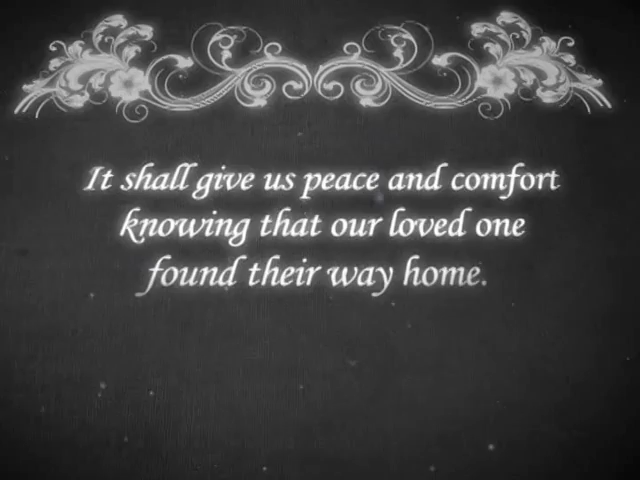 It shall give us peace and comfort
knowing that our loved one
found their way home.